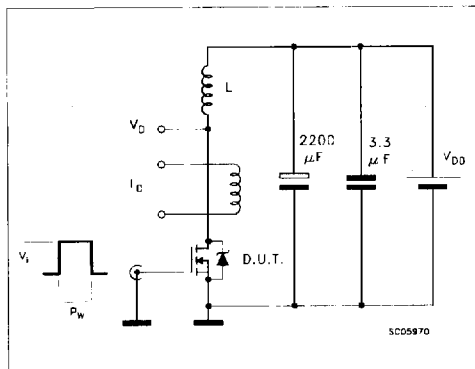 L
V_D
2200
μF
3.3
μF
V_DD
I_D
V_i
P_W
D.U.T.
SC05970